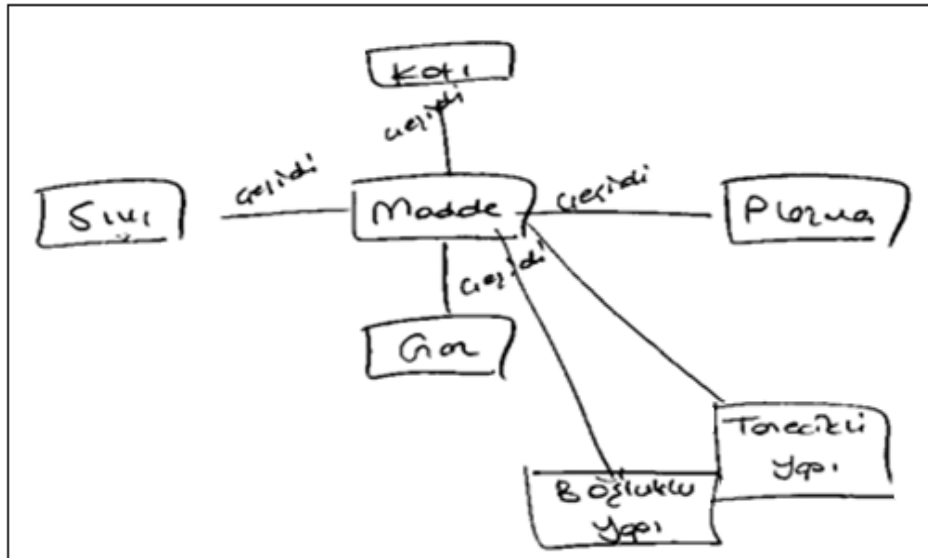 Katı
çeşidi
çeşidi
Sıvı
Madde
çeşidi
Plazma
çeşidi
Gaz
Tanecikli
yapı
Boşluklu
yapı